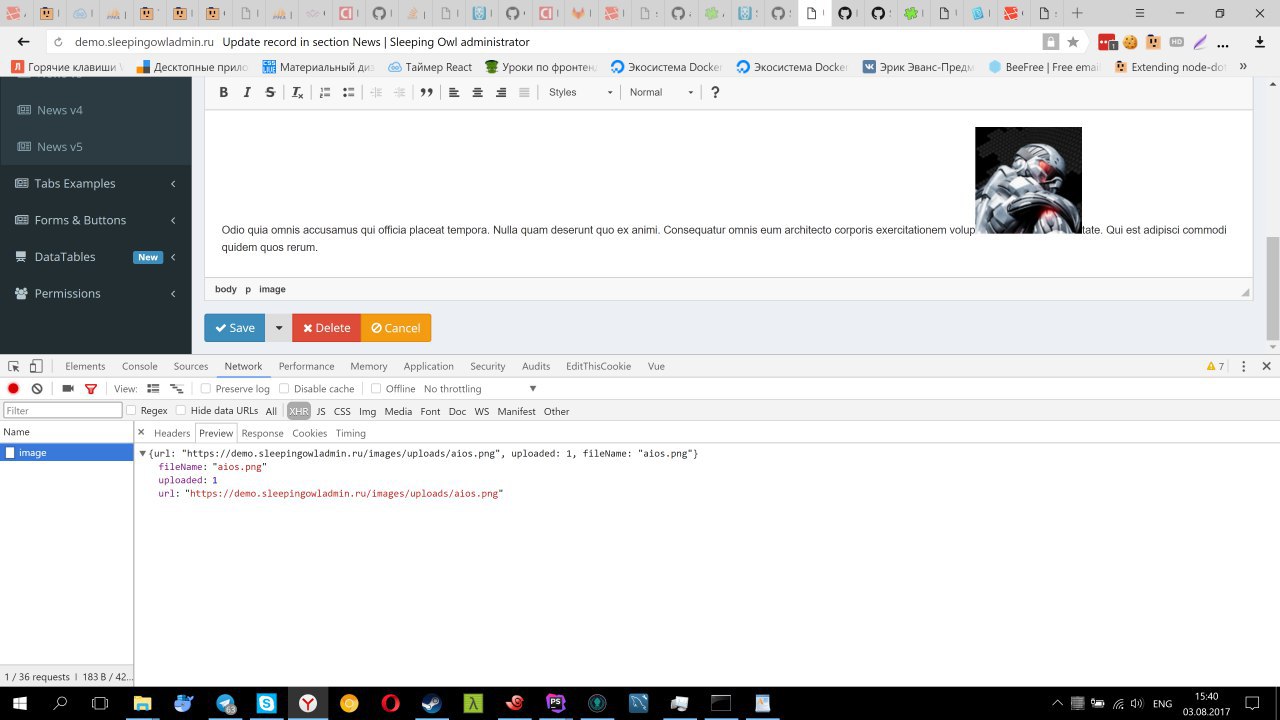 demo.sleepingowladmin.ru Update record in section News | Sleeping Owl administrator
1
HD
Горячие клавиши
Десктопные прило
Материальный ди
Таймер React
Уроки по фронтен
Экосистема Docke
Экосистема Docke
Эрик Эванс-Предм
BeeFree | Free emai
Extending node-dot
News v4
News v5
Tabs Examples
Forms & Buttons
DataTables New
Permissions
Styles Normal ?
Odio quia omnis accusamus qui officia placeat tempora. Nulla quam deserunt quo ex animi. Consequatur omnis eum architecto corporis exercitationem volup tate. Qui est adipisci commodi
quidem quos rerum.
body p image
Save Delete Cancel
Elements Console Sources Network Performance Memory Application Security Audits EditThisCookie Vue 7
View: Preserve log Disable cache Offline No throttling
Filter Regex Hide data URLs All XHR JS CSS Img Media Font Doc WS Manifest Other
Name Headers Preview Response Cookies Timing
image
{url: "https://demo.sleepingowladmin.ru/images/uploads/aios.png", uploaded: 1, fileName: "aios.png"}
fileName: "aios.png"
uploaded: 1
url: "https://demo.sleepingowladmin.ru/images/uploads/aios.png"
1 / 36 requests | 183 B / 42...
ENG
15:40
03.08.2017